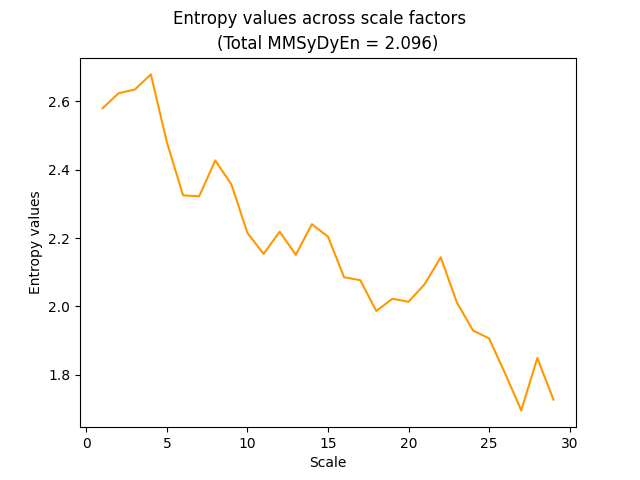 Entropy values across scale factors
(Total MMSyDyEn = 2.096)
Entropy values
2.6
2.4
2.2
2.0
1.8
0 5 10 15 20 25 30
Scale